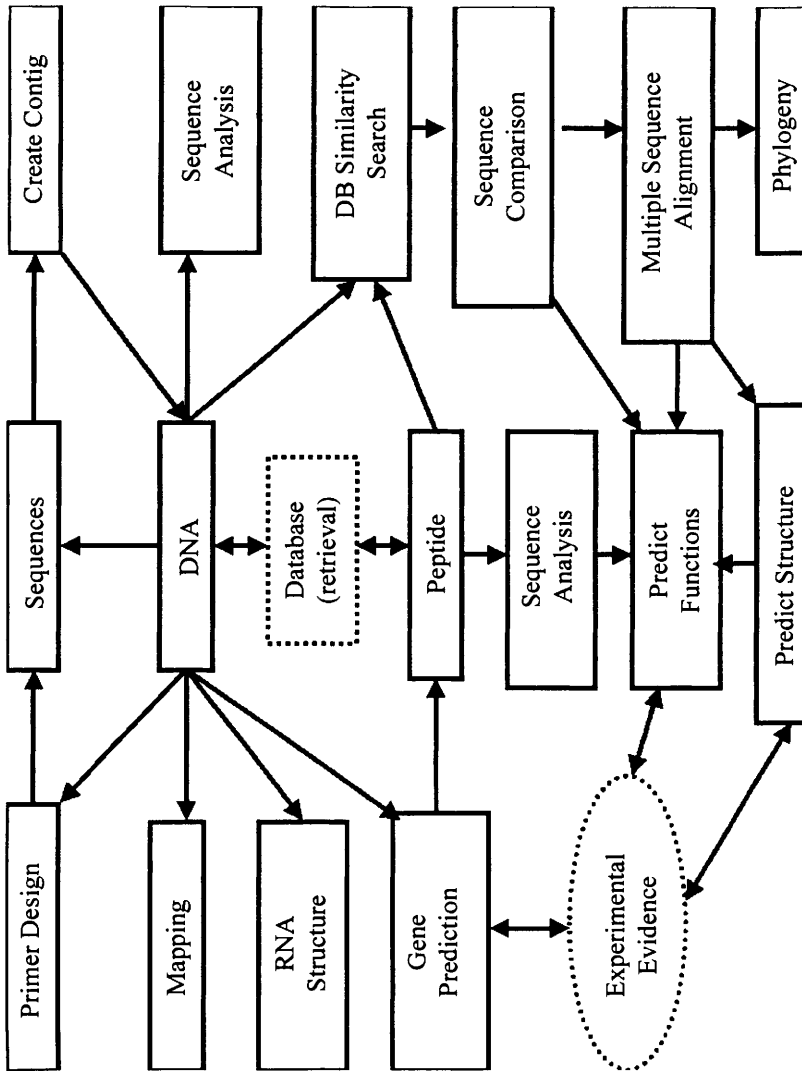 Primer Design
Sequences
Create Contig
Mapping
DNA
Sequence
Analysis
RNA
Structure
Database
(retrieval)
DB Similarity
Search
Gene
Prediction
Peptide
Sequence
Analysis
Sequence
Comparison
Experimental
Evidence
Predict
Functions
Multiple Sequence
Alignment
Predict Structure
Phylogeny